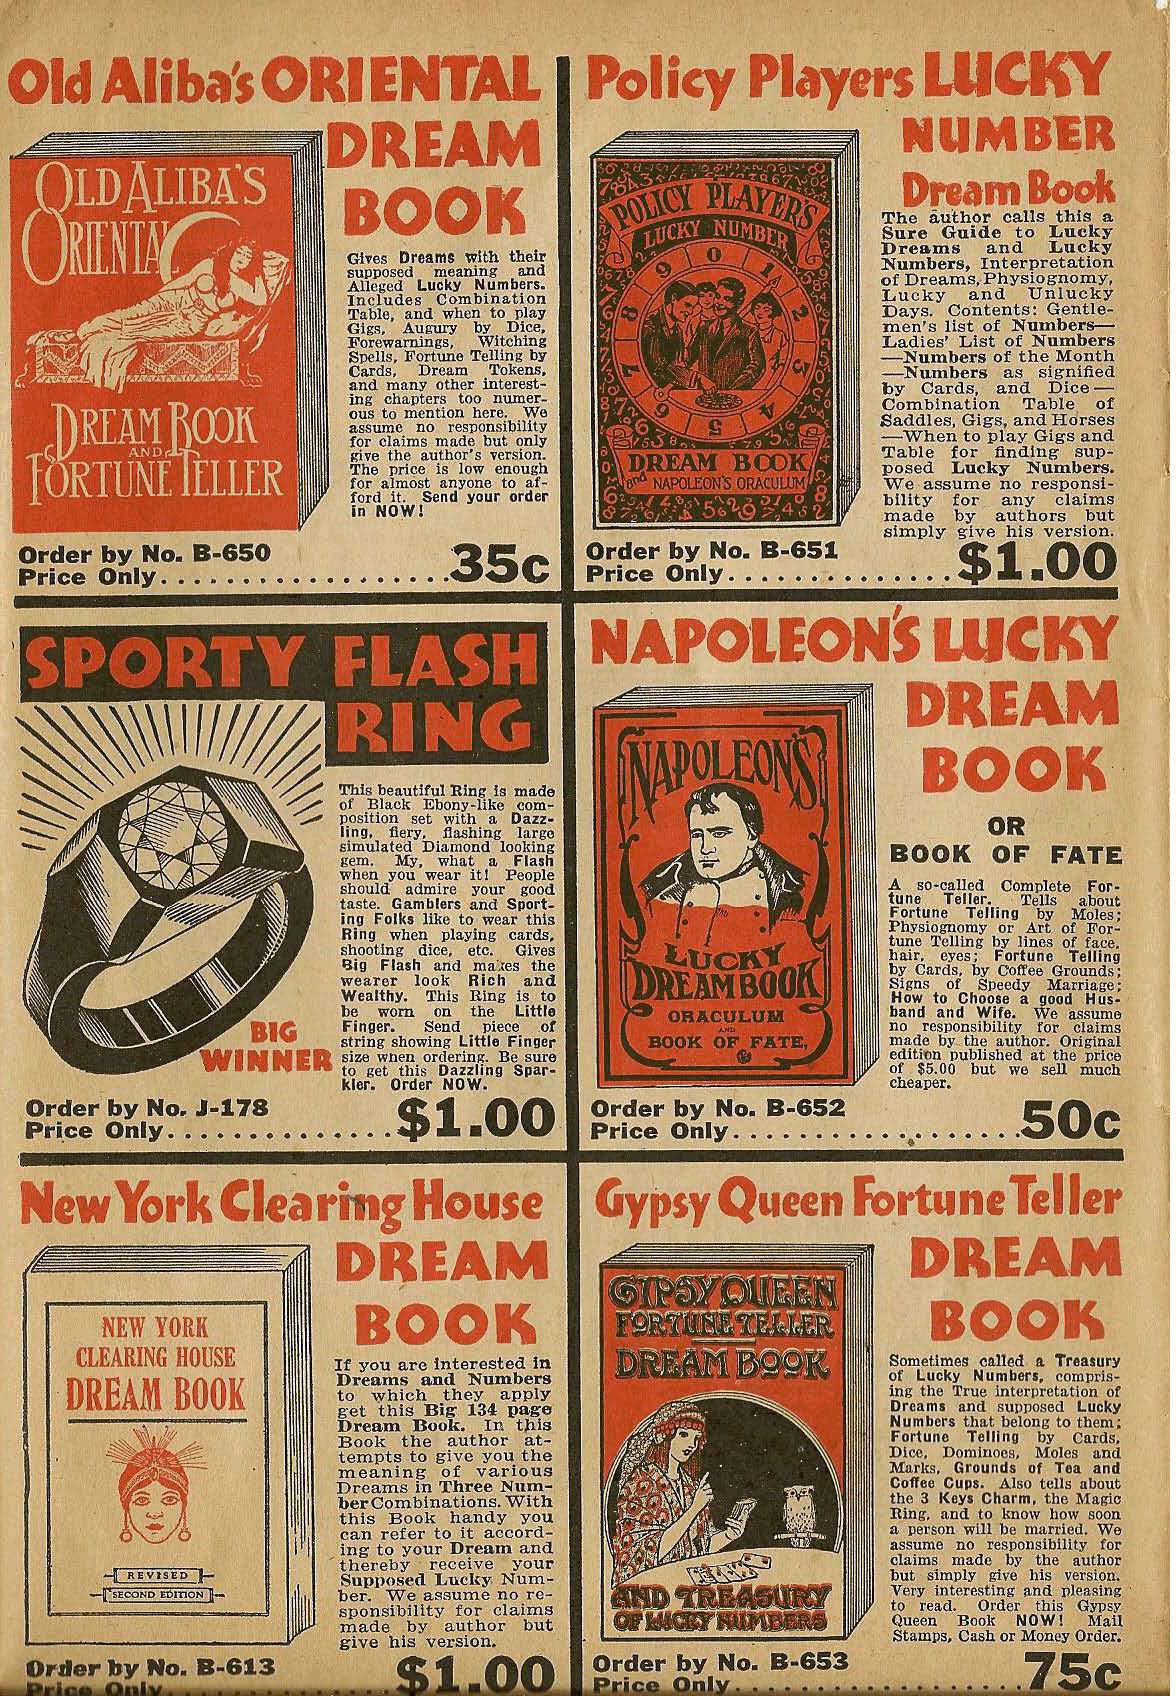 Old Aliba's ORIENTAL
DREAM
BOOK
OLD ALIBA'S
ORIENTAL
DREAM BOOK
AND
FORTUNE TELLER
Gives Dreams with their
supposed meaning and
Alleged Lucky Numbers.
Includes Combination
Table, and when to play
Gigs, Augury by Dice,
Forewarnings, Witching
Spells, Fortune Telling by
Cards, Dream Tokens,
and many other interest-
ing chapters too numer-
ous to mention here. We
assume no responsibility
for claims made but only
give the author's version.
The price is low enough
for almost anyone to af-
ford it. Send your order
in NOW!
Order by No. B-650
Price Only.................. 35c
Policy Players LUCKY
NUMBER
Dream Book
POLICY PLAYER'S
LUCKY NUMBER
9 0 1
8 2
7 3
6 5 4
DREAM BOOK
and NAPOLEON'S ORACULUM
The author calls this a
Sure Guide to Lucky
Dreams and Lucky
Numbers, Interpretation
of Dreams, Physiognomy,
Lucky and Unlucky
Days. Contents: Gentle-
men's list of Numbers—
Ladies' List of Numbers
—Numbers of the Month
—Numbers as signified
by Cards, and Dice—
Combination Table of
Saddles, Gigs, and Horses
—When to play Gigs and
Table for finding sup-
posed Lucky Numbers.
We assume no responsi-
bility for any claims
made by authors but
simply give his version.
Order by No. B-651
Price Only.............. $1.00
SPORTY FLASH
RING
This beautiful Ring is made
of Black Ebony-like com-
position set with a Dazz-
ling, fiery, flashing large
simulated Diamond looking
gem. My, what a Flash
when you wear it! People
should admire your good
taste. Gamblers and Sport-
ing Folks like to wear this
Ring when playing cards,
shooting dice, etc. Gives
Big Flash and makes the
wearer look Rich and
Wealthy. This Ring is to
be worn on the Little
Finger. Send piece of
string showing Little Finger
size when ordering. Be sure
to get this Dazzling Spar-
kler. Order NOW.
BIG
WINNER
Order by No. J-178
Price Only.............. $1.00
NAPOLEON'S LUCKY
DREAM
BOOK
OR
BOOK OF FATE
NAPOLEON'S
LUCKY
DREAM BOOK
ORACULUM
AND
BOOK OF FATE,
A so-called Complete For-
tune Teller. Tells about
Fortune Telling by Moles;
Physiognomy or Art of For-
tune Telling by lines of face,
hair, eyes; Fortune Telling
by Cards, by Coffee Grounds;
Signs of Speedy Marriage;
How to Choose a good Hus-
band and Wife. We assume
no responsibility for claims
made by the author. Original
edition published at the price
of $5.00 but we sell much
cheaper.
Order by No. B-652
Price Only.................. 50c
New York Clearing House
DREAM
BOOK
NEW YORK
CLEARING HOUSE
DREAM BOOK
REVISED
SECOND EDITION
If you are interested in
Dreams and Numbers
to which they apply
get this Big 134 page
Dream Book. In this
Book the author at-
tempts to give you the
meaning of various
Dreams in Three Num-
ber Combinations. With
this Book handy you
can refer to it accord-
ing to your Dream and
thereby receive your
Supposed Lucky Num-
ber. We assume no re-
sponsibility for claims
made by author but
give his version.
Order by No. B-613
Price Only.............. $1.00
Gypsy Queen Fortune Teller
DREAM
BOOK
GYPSY QUEEN
FORTUNE TELLER
DREAM BOOK
AND TREASURY
OF LUCKY NUMBERS
Sometimes called a Treasury
of Lucky Numbers, compris-
ing the True interpretation of
Dreams and supposed Lucky
Numbers that belong to them;
Fortune Telling by Cards,
Dice, Dominoes, Moles and
Marks, Grounds of Tea and
Coffee Cups. Also tells about
the 3 Keys Charm, the Magic
Ring, and to know how soon
a person will be married. We
assume no responsibility for
claims made by the author
but simply give his version.
Very interesting and pleasing
to read. Order this Gypsy
Queen Book NOW! Mail
Stamps, Cash or Money Order.
Order by No. B-653
Price Only.................. 75c